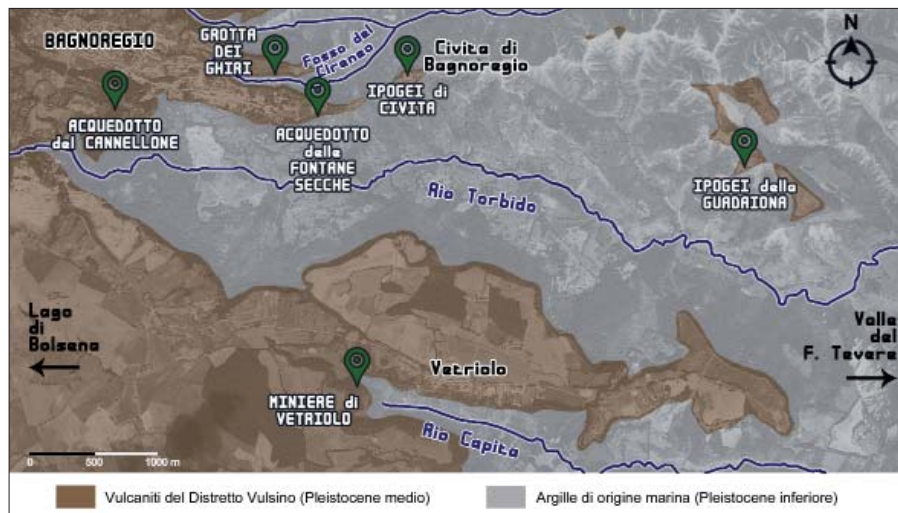 BAGNOREGIO
GROTTA
DEI
GHIRI
Fosso del
Cireneo
Civita di
Bagnoregio
N
IPOGEI di
CIVITA
ACQUEDOTTO
del CANNELLONE
ACQUEDOTTO
delle
FONTANE
SECCHE
Rio Torbido
IPOGEI della
GUADAIONA
Lago
di
Bolsena
Vetriolo
Valle
del
F. Tevere
MINIERE di
VETRIOLO
Rio Capita
0 500 1000 m
Vulcaniti del Distretto Vulsino (Pleistocene medio)
Argille di origine marina (Pleistocene inferiore)